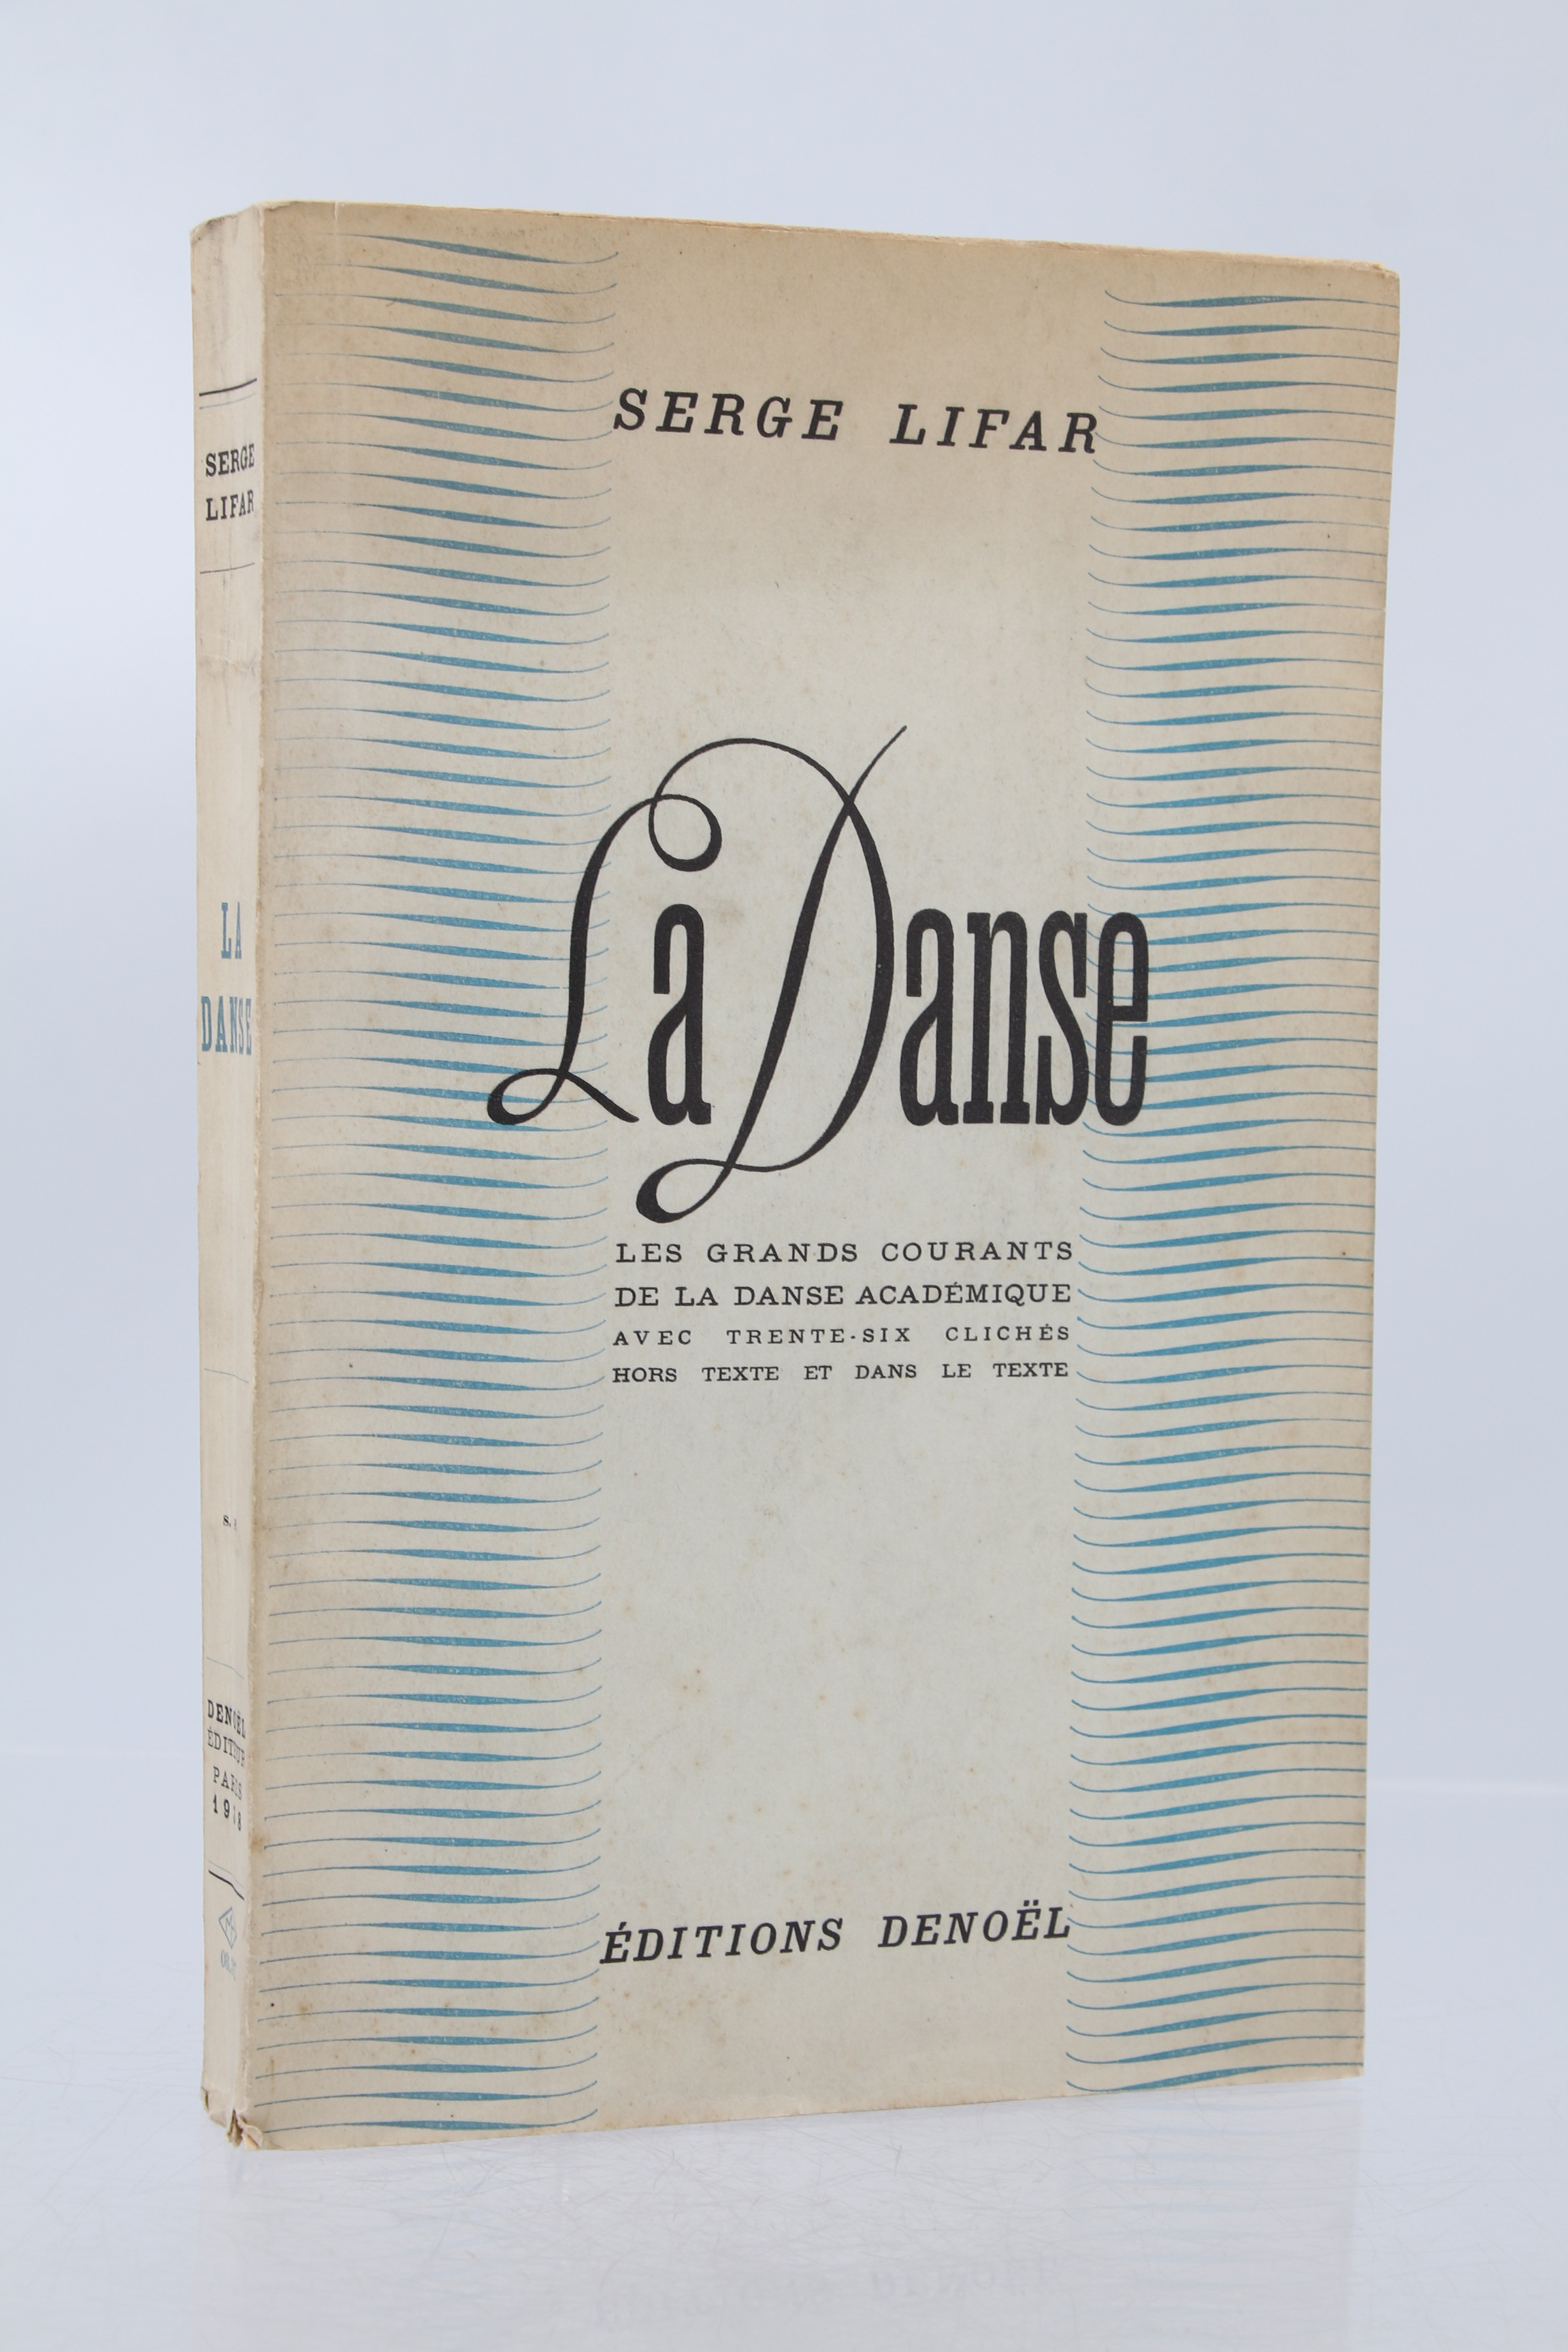 SERGE LIFAR
La Danse
LES GRANDS COURANTS
DE LA DANSE ACADÉMIQUE
AVEC TRENTE-SIX CLICHÉS
HORS TEXTE ET DANS LE TEXTE
ÉDITIONS DENOËL
SERGE
LIFAR
LA
DANSE
DENOËL
ÉDITEUR
PARIS